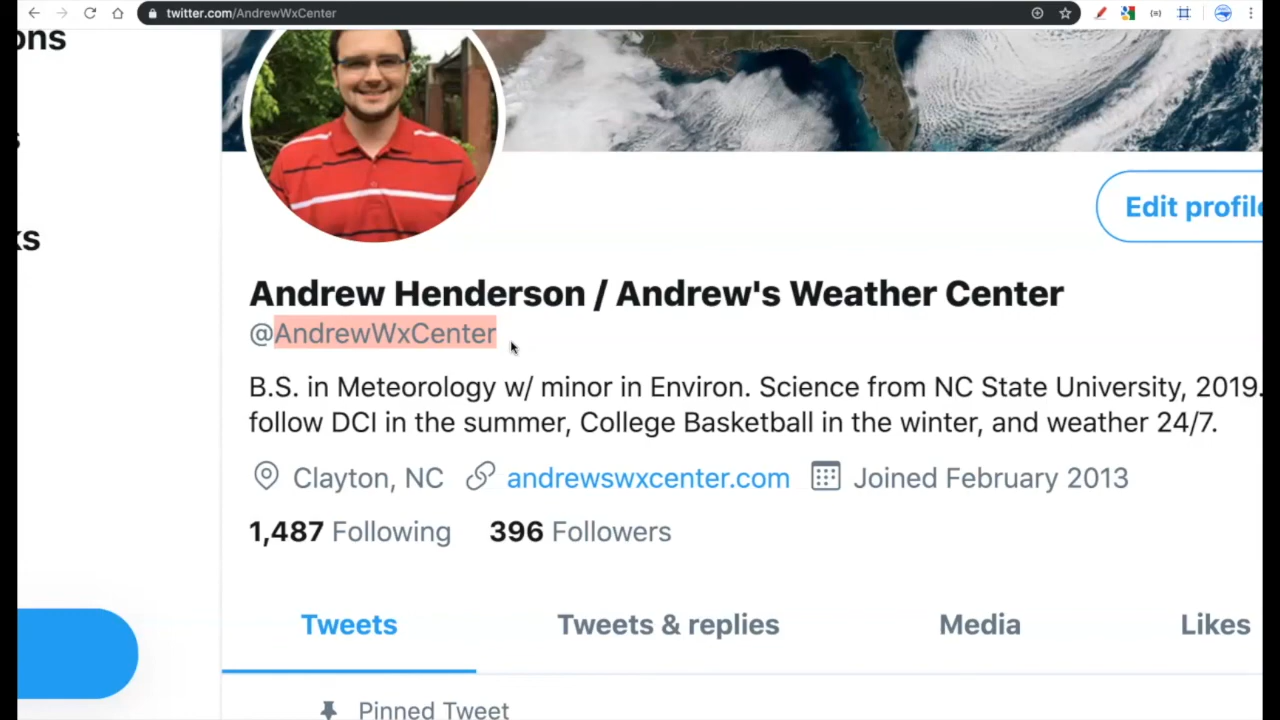 twitter.com/AndrewWxCenter
ons
s
ks
Edit profile
Andrew Henderson / Andrew's Weather Center
@AndrewWxCenter
B.S. in Meteorology w/ minor in Environ. Science from NC State University, 2019.
follow DCI in the summer, College Basketball in the winter, and weather 24/7.
Clayton, NC andrewswxcenter.com Joined February 2013
1,487 Following 396 Followers
Tweets Tweets & replies Media Likes
Pinned Tweet